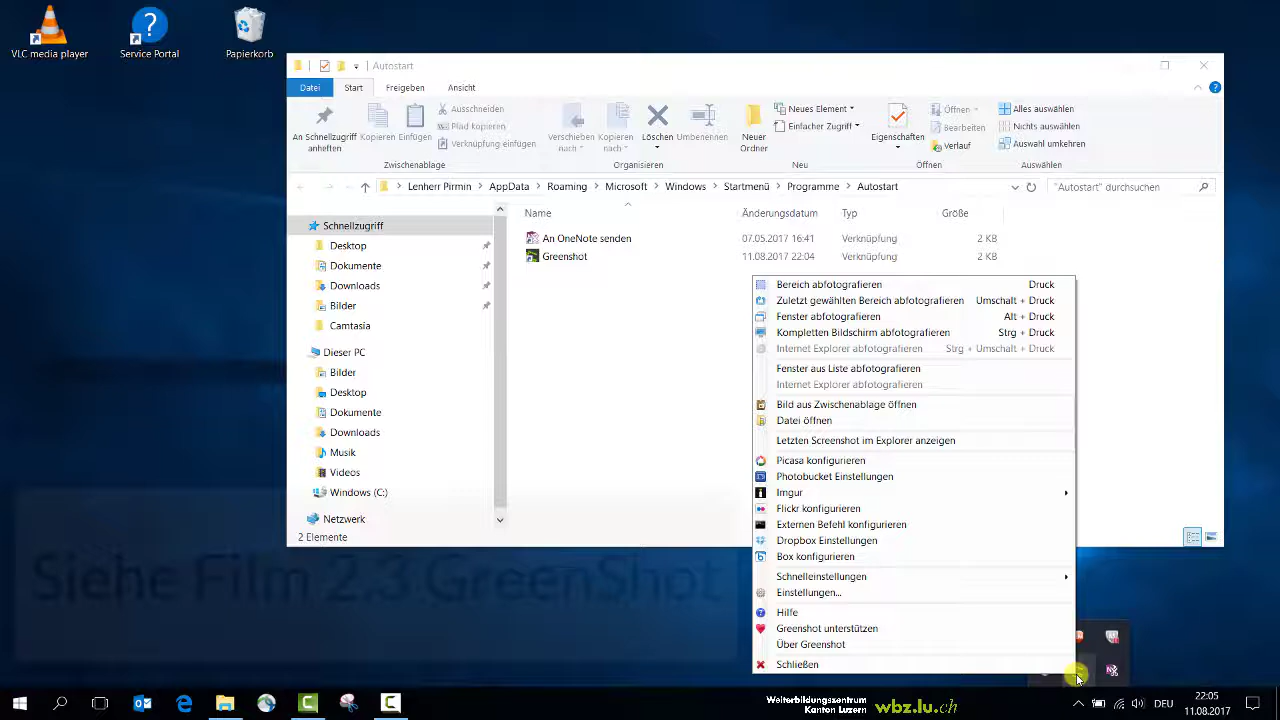 VLC media player
Service Portal
Papierkorb
Autostart
Datei
Start
Freigeben
Ansicht
An Schnellzugriff
anheften
Kopieren
Einfügen
Ausschneiden
Pfad kopieren
Verknüpfung einfügen
Zwischenablage
Verschieben
nach
Kopieren
nach
Löschen
Umbenennen
Organisieren
Neuer
Ordner
Neues Element
Einfacher Zugriff
Neu
Eigenschaften
Öffnen
Bearbeiten
Verlauf
Öffnen
Alles auswählen
Nichts auswählen
Auswahl umkehren
Auswählen
Lenherr Pirmin > AppData > Roaming > Microsoft > Windows > Startmenü > Programme > Autostart
"Autostart" durchsuchen
Schnellzugriff
Desktop
Dokumente
Downloads
Bilder
Camtasia
Dieser PC
Bilder
Desktop
Dokumente
Downloads
Musik
Videos
Windows (C:)
Netzwerk
2 Elemente
Name Änderungsdatum Typ Größe
An OneNote senden 07.05.2017 16:41 Verknüpfung 2 KB
Greenshot 11.08.2017 22:04 Verknüpfung 2 KB
Bereich abfotografieren Druck
Zuletzt gewählten Bereich abfotografieren Umschalt + Druck
Fenster abfotografieren Alt + Druck
Kompletten Bildschirm abfotografieren Strg + Druck
Internet Explorer abfotografieren Strg + Umschalt + Druck
Fenster aus Liste abfotografieren
Internet Explorer abfotografieren
Bild aus Zwischenablage öffnen
Datei öffnen
Letzten Screenshot im Explorer anzeigen
Picasa konfigurieren
Photobucket Einstellungen
Imgur
Flickr konfigurieren
Externen Befehl konfigurieren
Dropbox Einstellungen
Box konfigurieren
Schnelleinstellungen
Einstellungen...
Hilfe
Greenshot unterstützen
Über Greenshot
Schließen
Weiterbildungszentrum
Kanton Luzern
wbz.lu.ch
DEU
22:05
11.08.2017